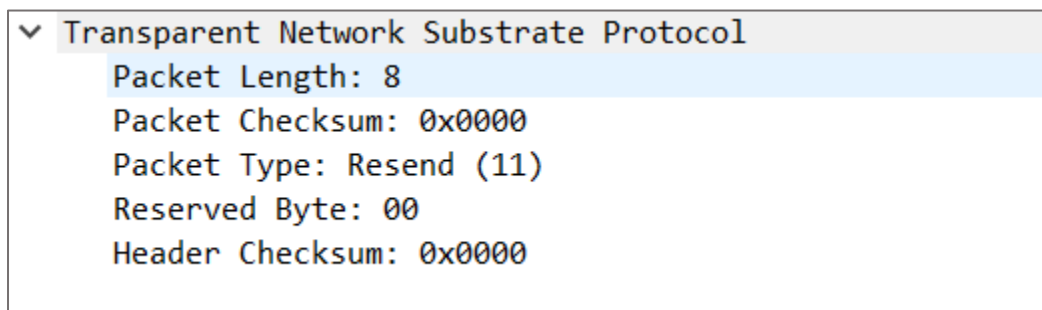 Transparent Network Substrate Protocol
Packet Length: 8
Packet Checksum: 0x0000
Packet Type: Resend (11)
Reserved Byte: 00
Header Checksum: 0x0000